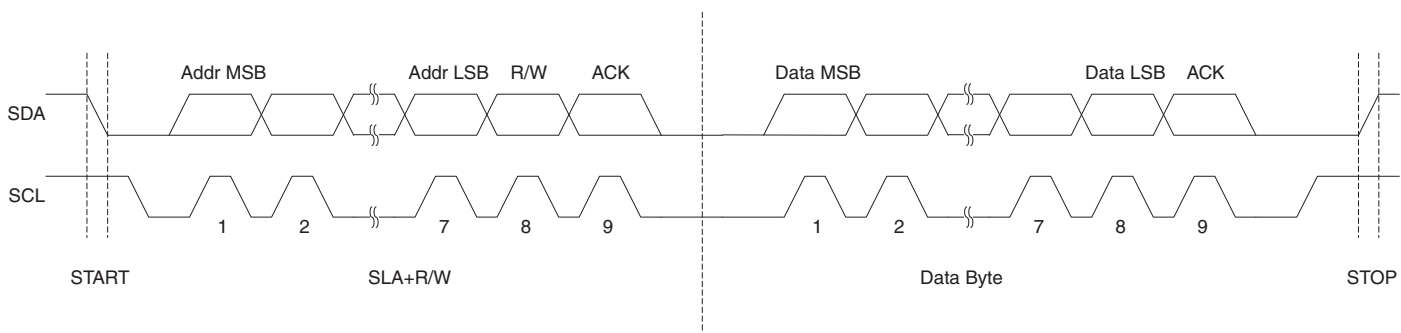 Addr MSB Addr LSB R/W ACK Data MSB Data LSB ACK
SDA
SCL
1 2 7 8 9 1 2 7 8 9
START SLA+R/W Data Byte STOP